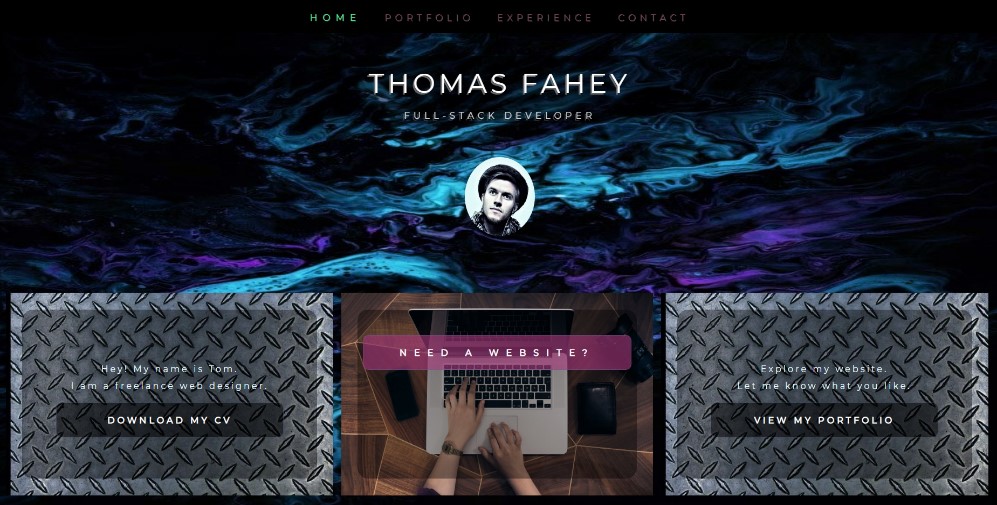 HOME PORTFOLIO EXPERIENCE CONTACT
THOMAS FAHEY
FULL-STACK DEVELOPER
Hey! My name is Tom.
I am a freelance web designer.
DOWNLOAD MY CV
NEED A WEBSITE?
Explore my website.
Let me know what you like.
VIEW MY PORTFOLIO